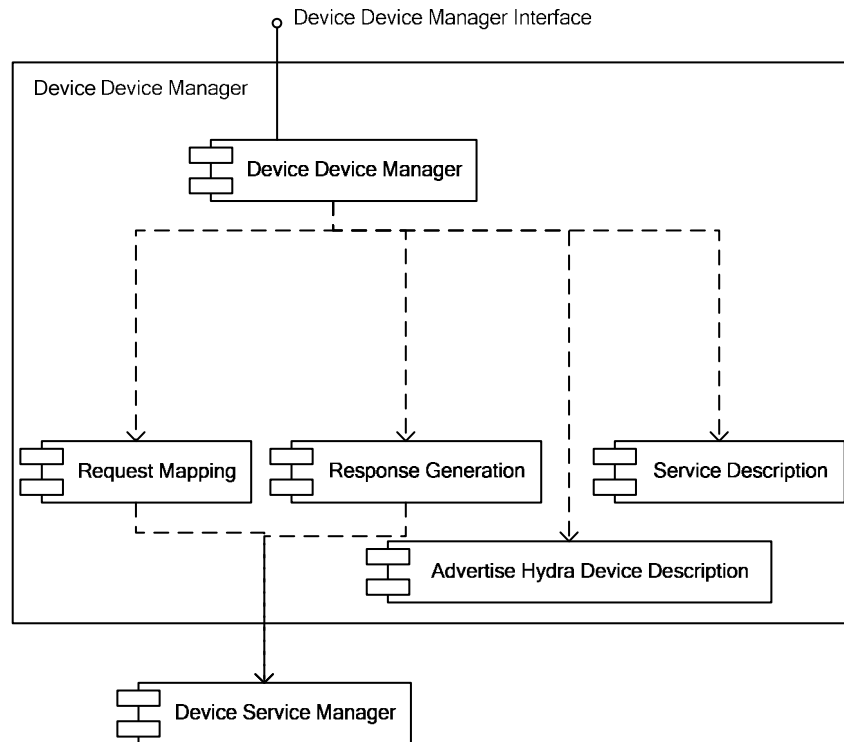 Device Device Manager Interface
Device Device Manager
Device Device Manager
Request Mapping
Response Generation
Service Description
Advertise Hydra Device Description
Device Service Manager